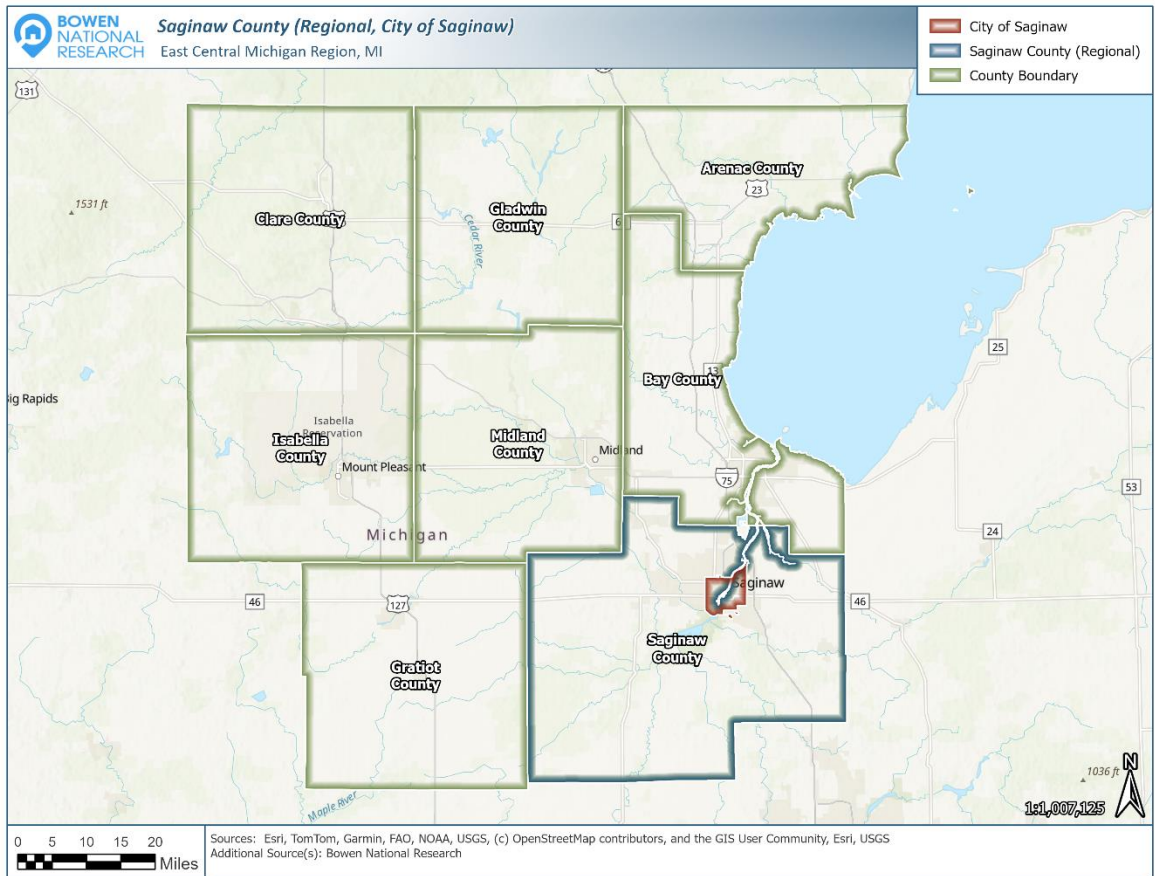 BOWEN
NATIONAL
RESEARCH
Saginaw County (Regional, City of Saginaw)
East Central Michigan Region, MI
City of Saginaw
Saginaw County (Regional)
County Boundary
131
1531 ft
Clare County
Gladwin
County
Cedar River
6
Arenac County
23
25
Big Rapids
Isabella
Reservation
Isabella
County
Mount Pleasant
Midland
County
Midland
Bay County
13
75
53
24
Michigan
46
127
Saginaw
46
Saginaw
County
Gratiot
County
Maple River
1036 ft
N
1:1,007,125
0 5 10 15 20
Miles
Sources: Esri, TomTom, Garmin, FAO, NOAA, USGS, (c) OpenStreetMap contributors, and the GIS User Community, Esri, USGS
Additional Source(s): Bowen National Research